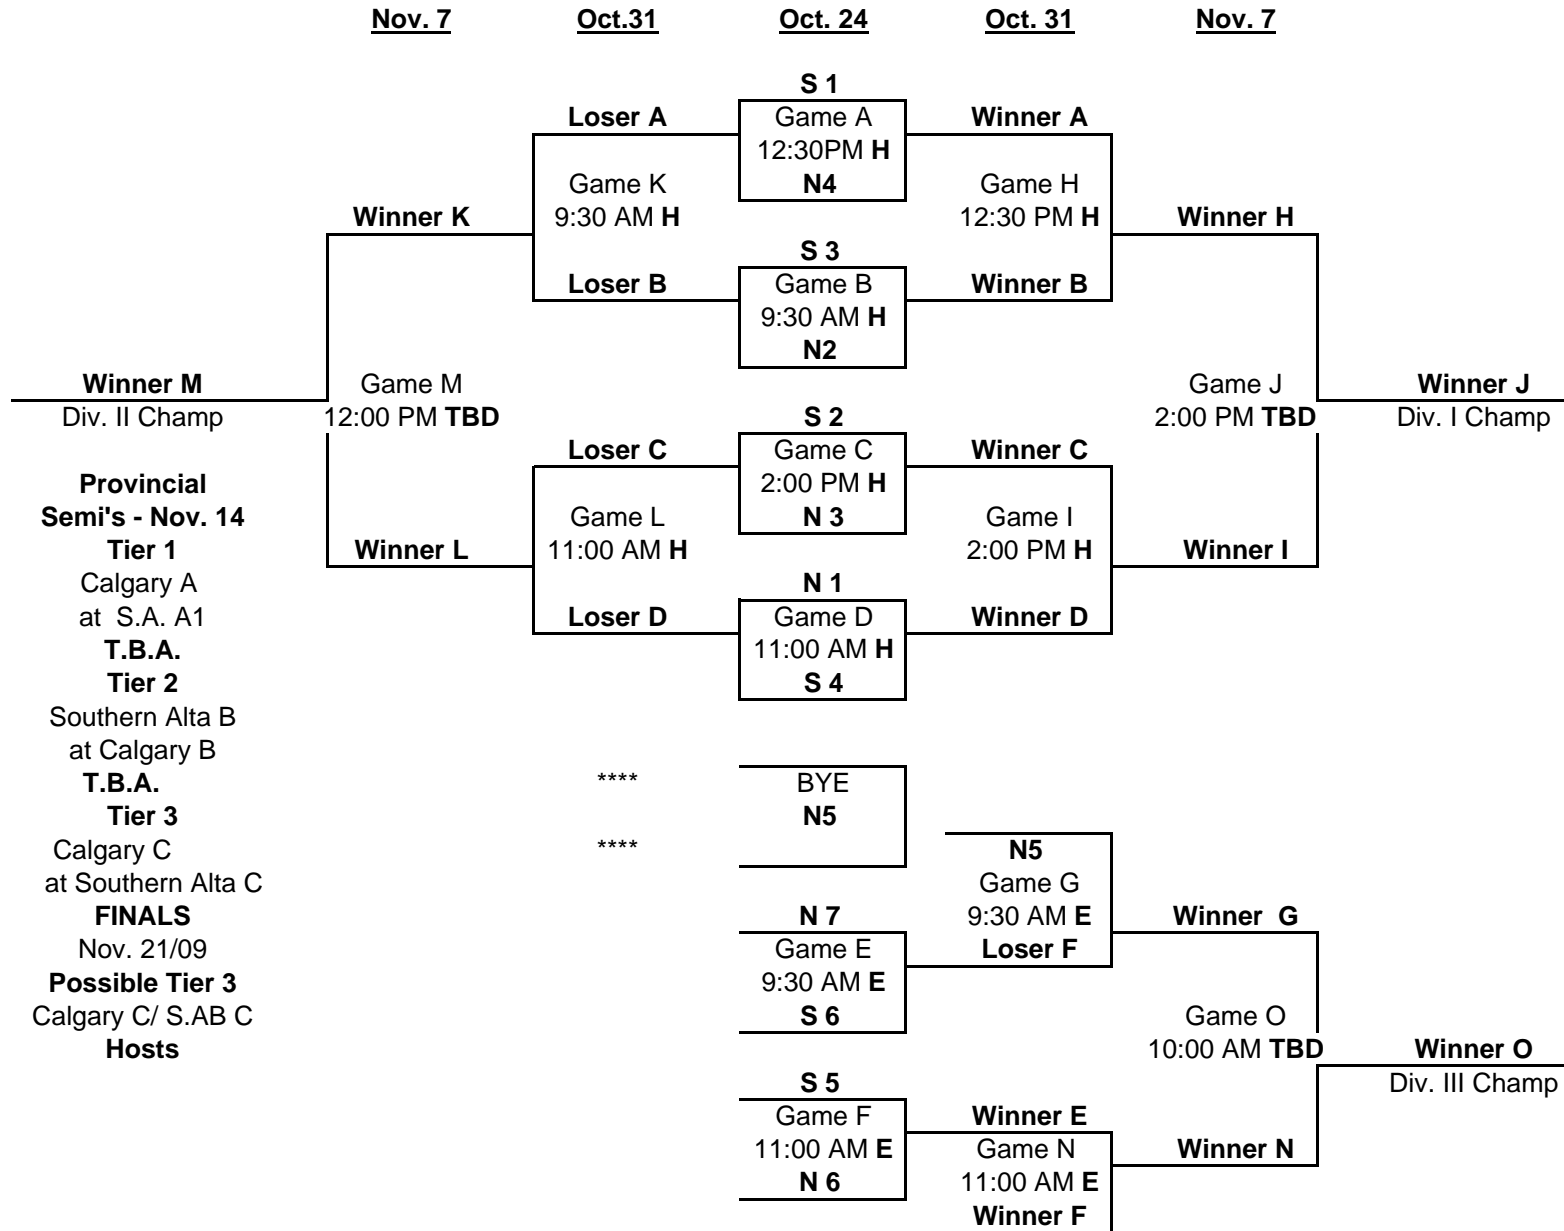 Nov. 7 Oct.31 Oct. 24 Oct. 31 Nov. 7
S 1
Loser A Game A Winner A
12:30PM H
Game K N4 Game H
Winner K 9:30 AM H 12:30 PM H Winner H
S 3
Loser B Game B Winner B
9:30 AM H
N2
Winner M Game M Game J Winner J
Div. II Champ 12:00 PM TBD S 2 2:00 PM TBD Div. I Champ
Loser C Game C Winner C
Provincial 2:00 PM H
Semi's - Nov. 14 Game L N 3 Game I
Tier 1 Winner L 11:00 AM H 2:00 PM H Winner I
Calgary A N 1
at S.A. A1 Loser D Game D Winner D
T.B.A. 11:00 AM H
Tier 2 S 4
Southern Alta B
at Calgary B
T.B.A. **** BYE
Tier 3 N5
Calgary C **** N5
at Southern Alta C Game G
FINALS N 7 9:30 AM E Winner G
Nov. 21/09 Game E Loser F
Possible Tier 3 9:30 AM E
Calgary C/ S.AB C S 6 Game O
Hosts 10:00 AM TBD Winner O
S 5 Div. III Champ
Game F Winner E
11:00 AM E Game N Winner N
N 6 11:00 AM E
Winner F